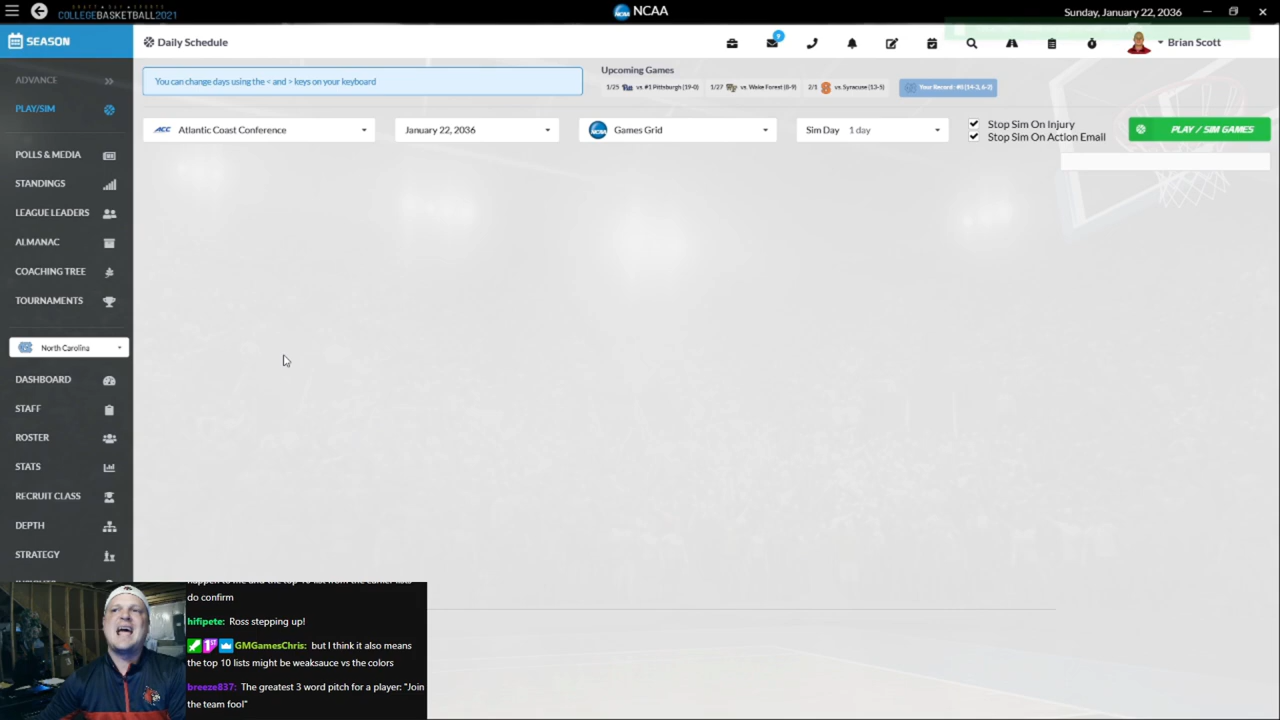 DRAFT DAY SPORTS
COLLEGEBASKETBALL2021
NCAA
Sunday, January 22, 2036
SEASON
Daily Schedule
Brian Scott
ADVANCE
You can change days using the < and > keys on your keyboard
Upcoming Games
1/25 vs #1 Pittsburgh (19-0)
1/27 vs. Wake Forest (8-9)
2/1 vs. Syracuse (13-5)
PLAY/SIM
ACC Atlantic Coast Conference
January 22, 2036
Games Grid
Sim Day 1 day
Stop Sim On Injury
Stop Sim On Action Email
PLAY / SIM GAMES
POLLS & MEDIA
STANDINGS
LEAGUE LEADERS
ALMANAC
COACHING TREE
TOURNAMENTS
North Carolina
DASHBOARD
STAFF
ROSTER
STATS
RECRUIT CLASS
DEPTH
STRATEGY
do confirm
hifipete: Ross stepping up!
GMGamesChris: but I think it also means
the top 10 lists might be weaksauce vs the colors
breeze837: The greatest 3 word pitch for a player: "Join
the team fool"